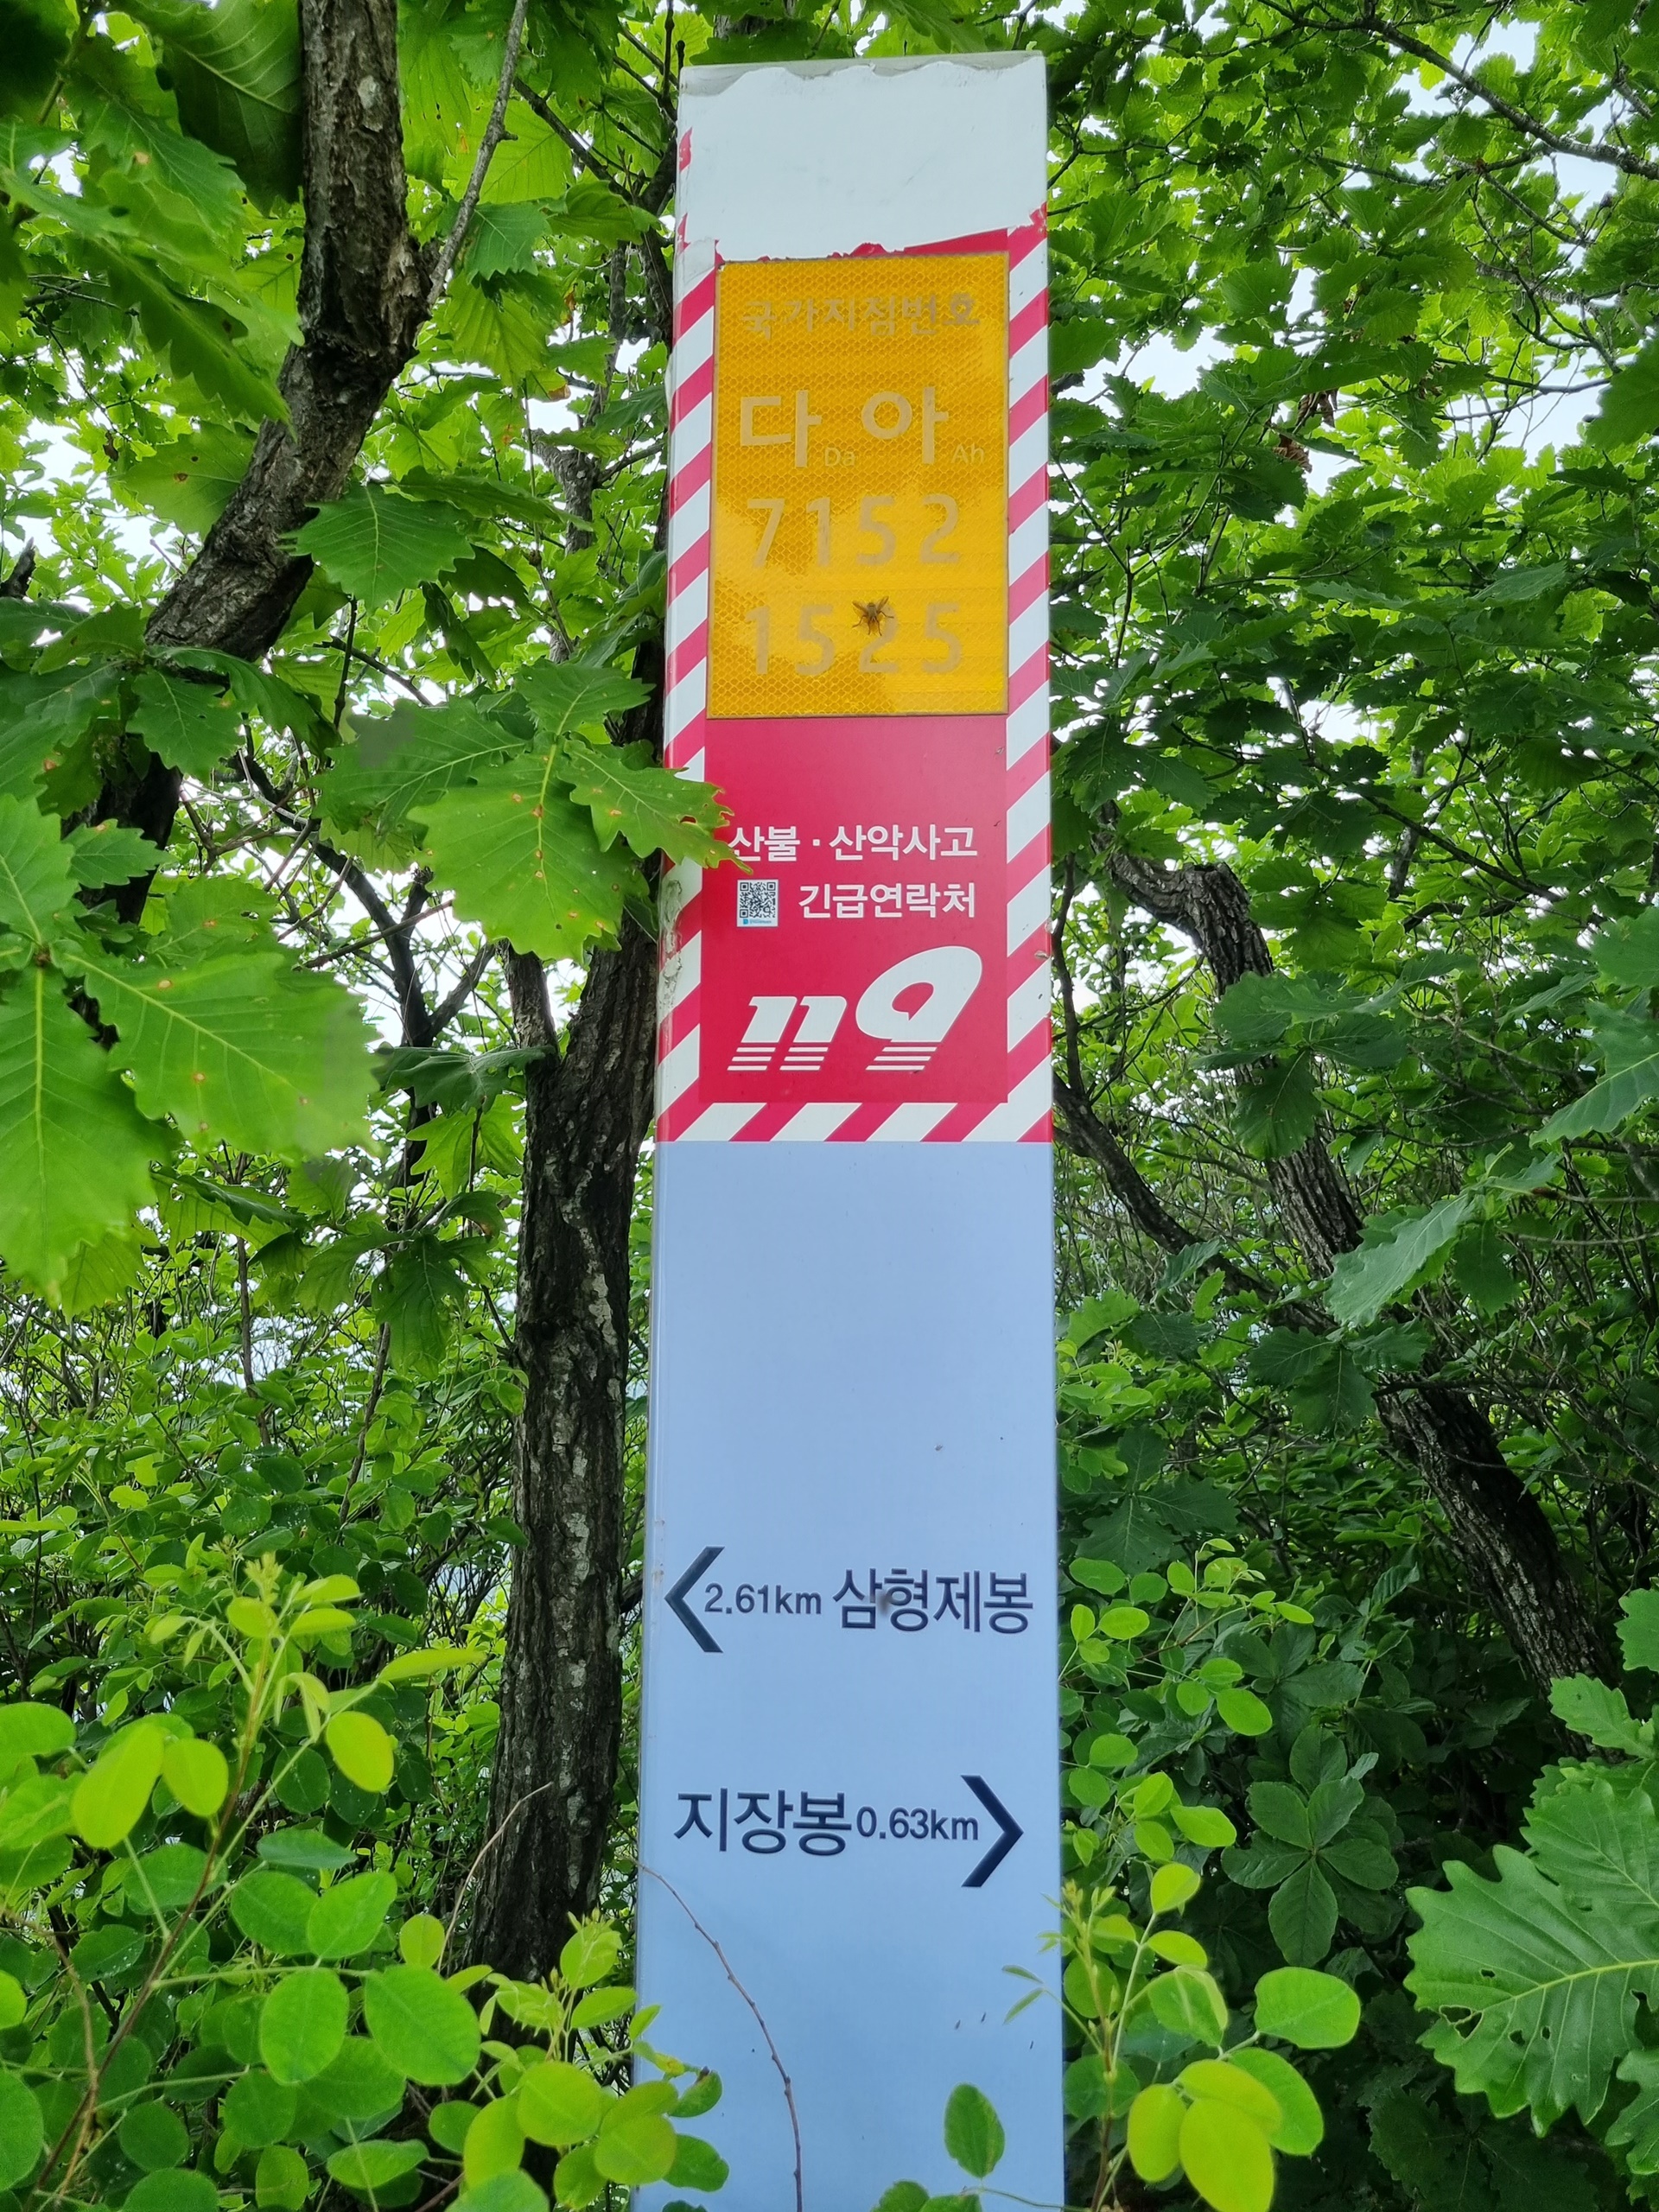 국가지점번호
다 Da 아 Ah
7152
1525
산불 · 산악사고
긴급연락처
119
2.61km 삼형제봉
지장봉 0.63km